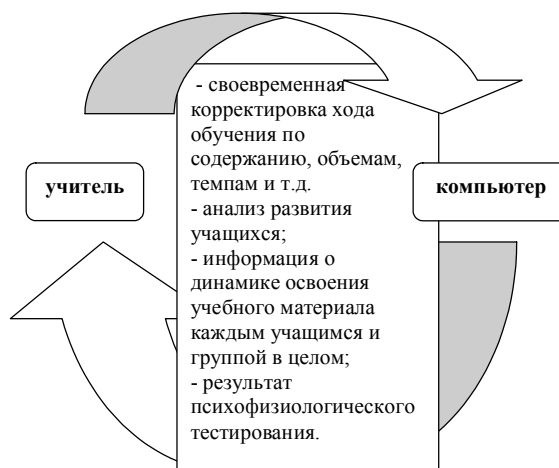 - своевременная
корректировка хода
обучения по
содержанию, объемам,
темпам и т.д.
- анализ развития
учащихся;
- информация о
динамике освоения
учебного материала
каждым учащимся и
группой в целом;
- результат
психофизиологического
тестирования.
учитель
компьютер